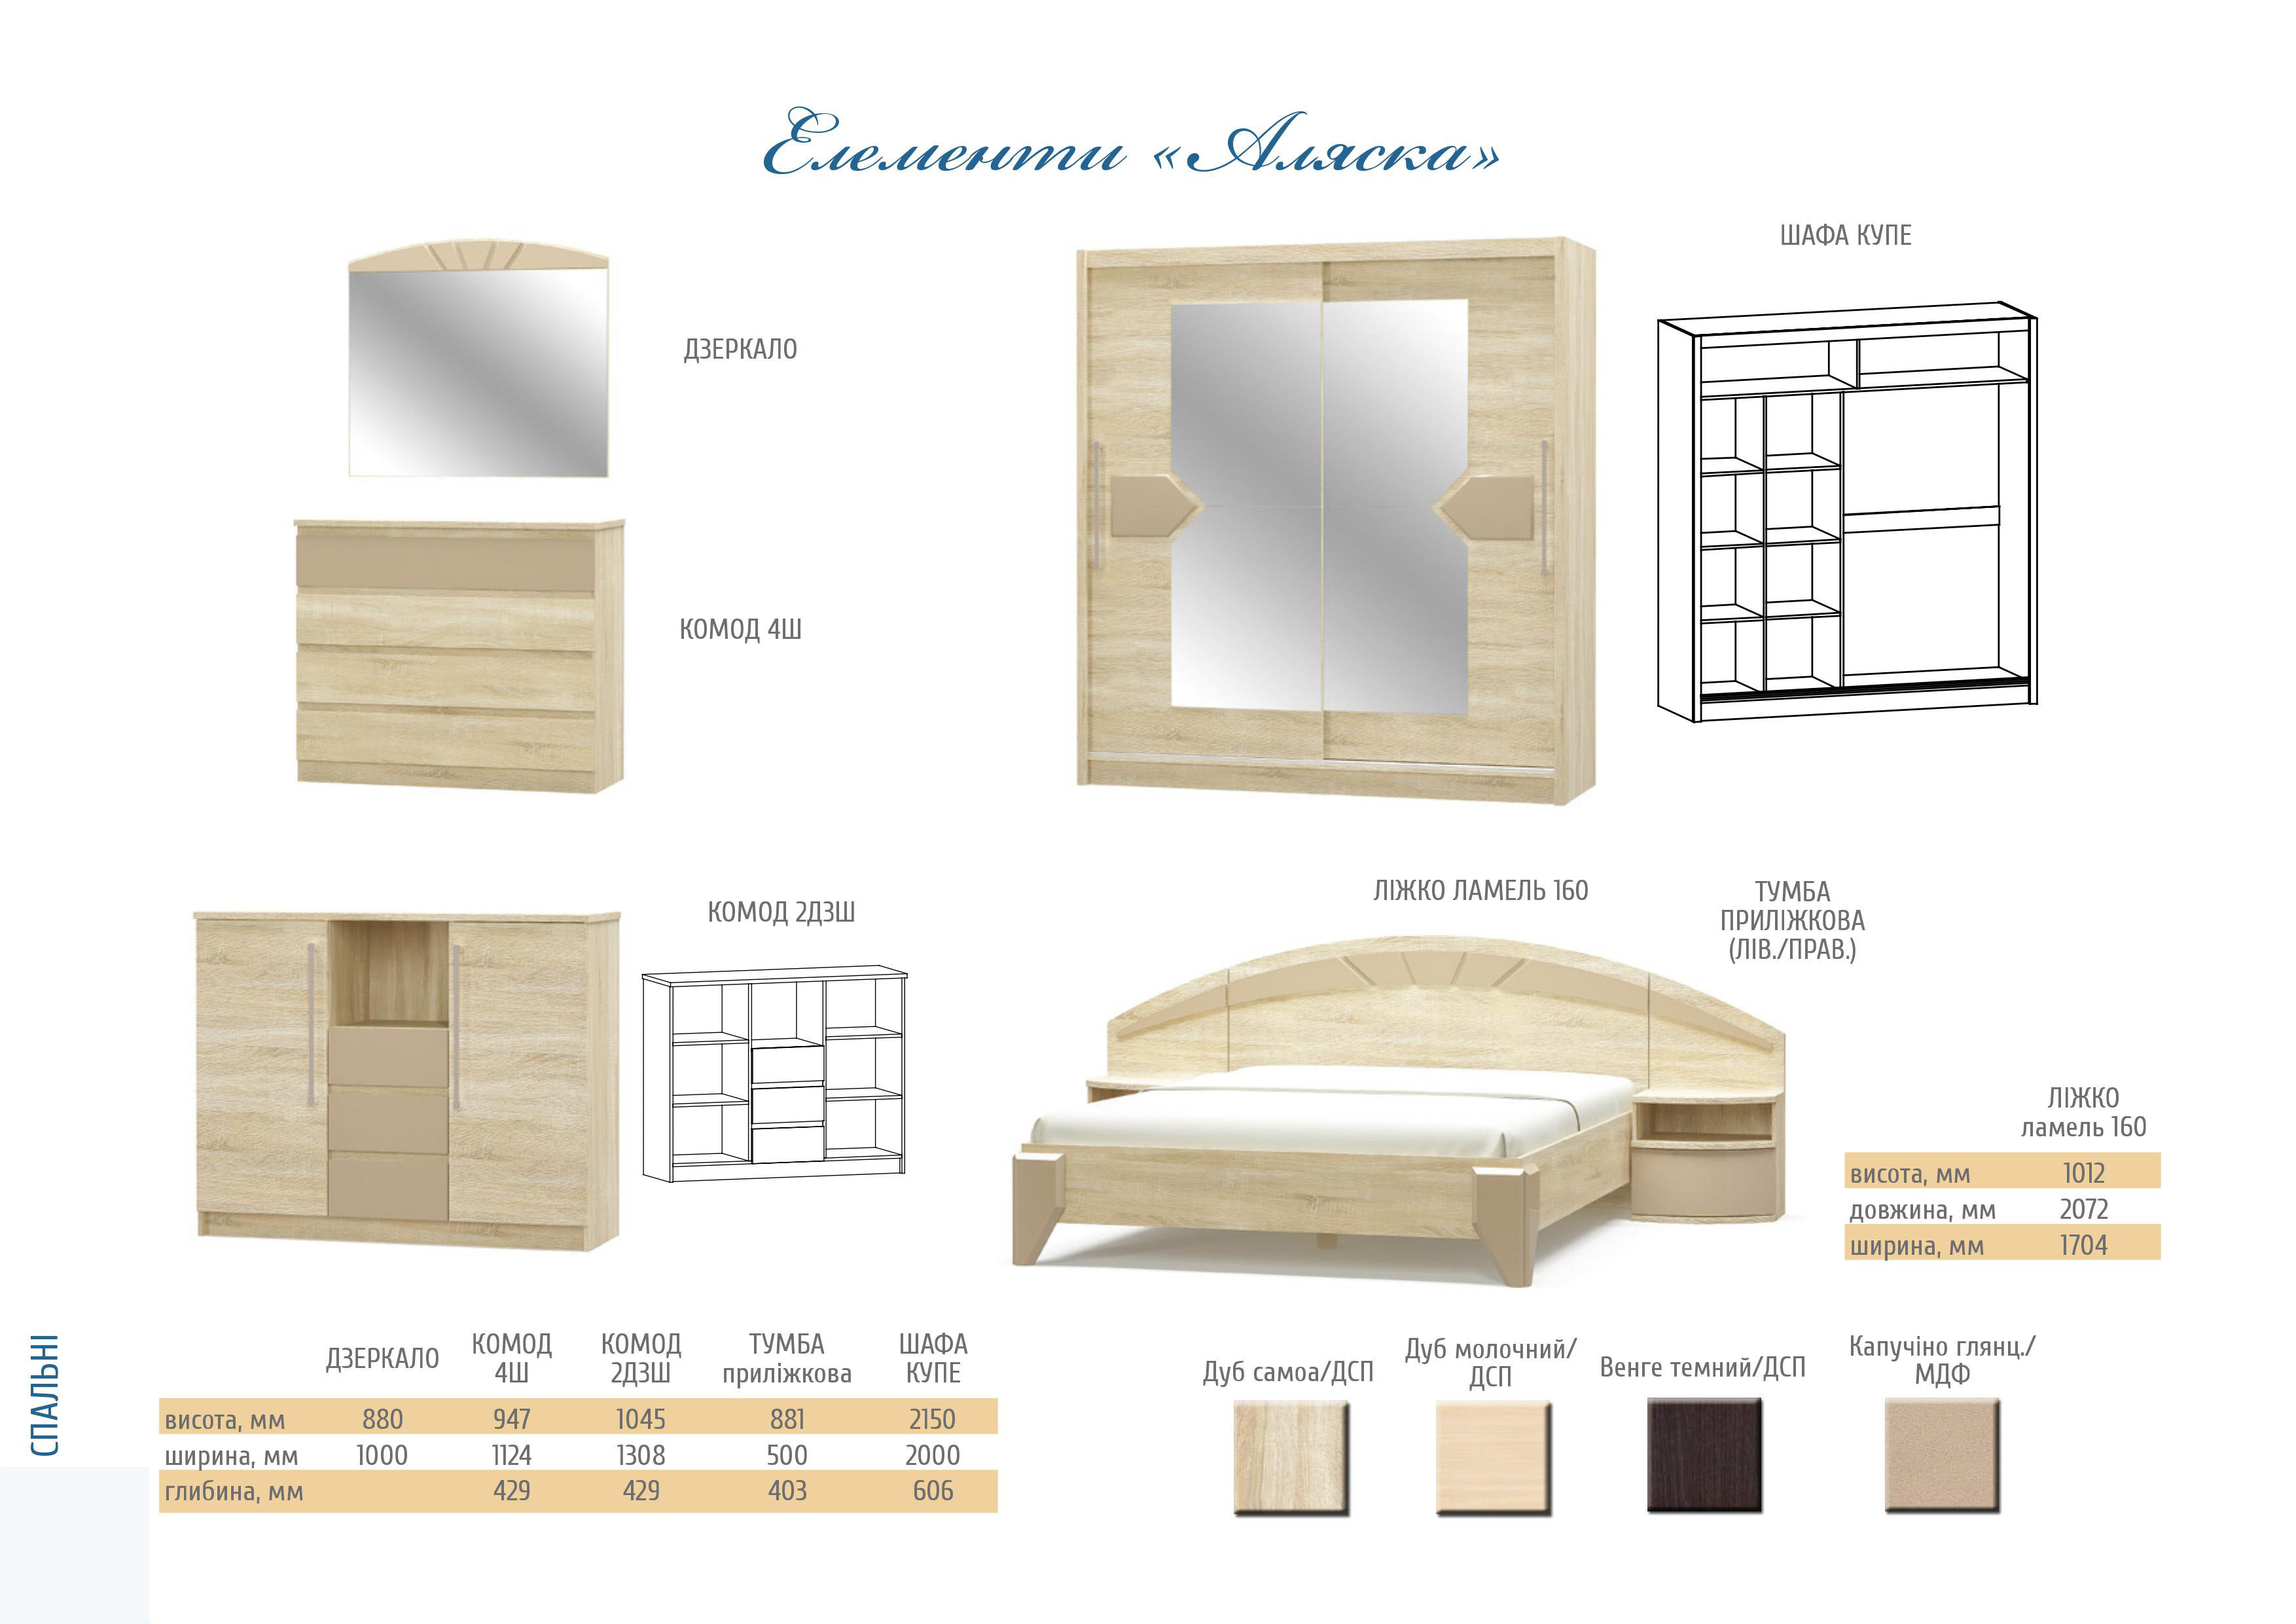 Елементи «Аляска»
ДЗЕРКАЛО
КОМОД 4Ш
ШАФА КУПЕ
КОМОД 2Д3Ш
ЛІЖКО ЛАМЕЛЬ 160
ТУМБА
ПРИЛІЖКОВА
(ЛІВ./ПРАВ.)
ЛІЖКО
ламель 160
висота, мм 1012
довжина, мм 2072
ширина, мм 1704
СПАЛЬНІ
ДЗЕРКАЛО КОМОД 4Ш КОМОД 2Д3Ш ТУМБА приліжкова ШАФА КУПЕ
висота, мм 880 947 1045 881 2150
ширина, мм 1000 1124 1308 500 2000
глибина, мм 429 429 403 606
Дуб самоа/ДСП
Дуб молочний/
ДСП
Венге темний/ДСП
Капучіно глянц./
МДФ